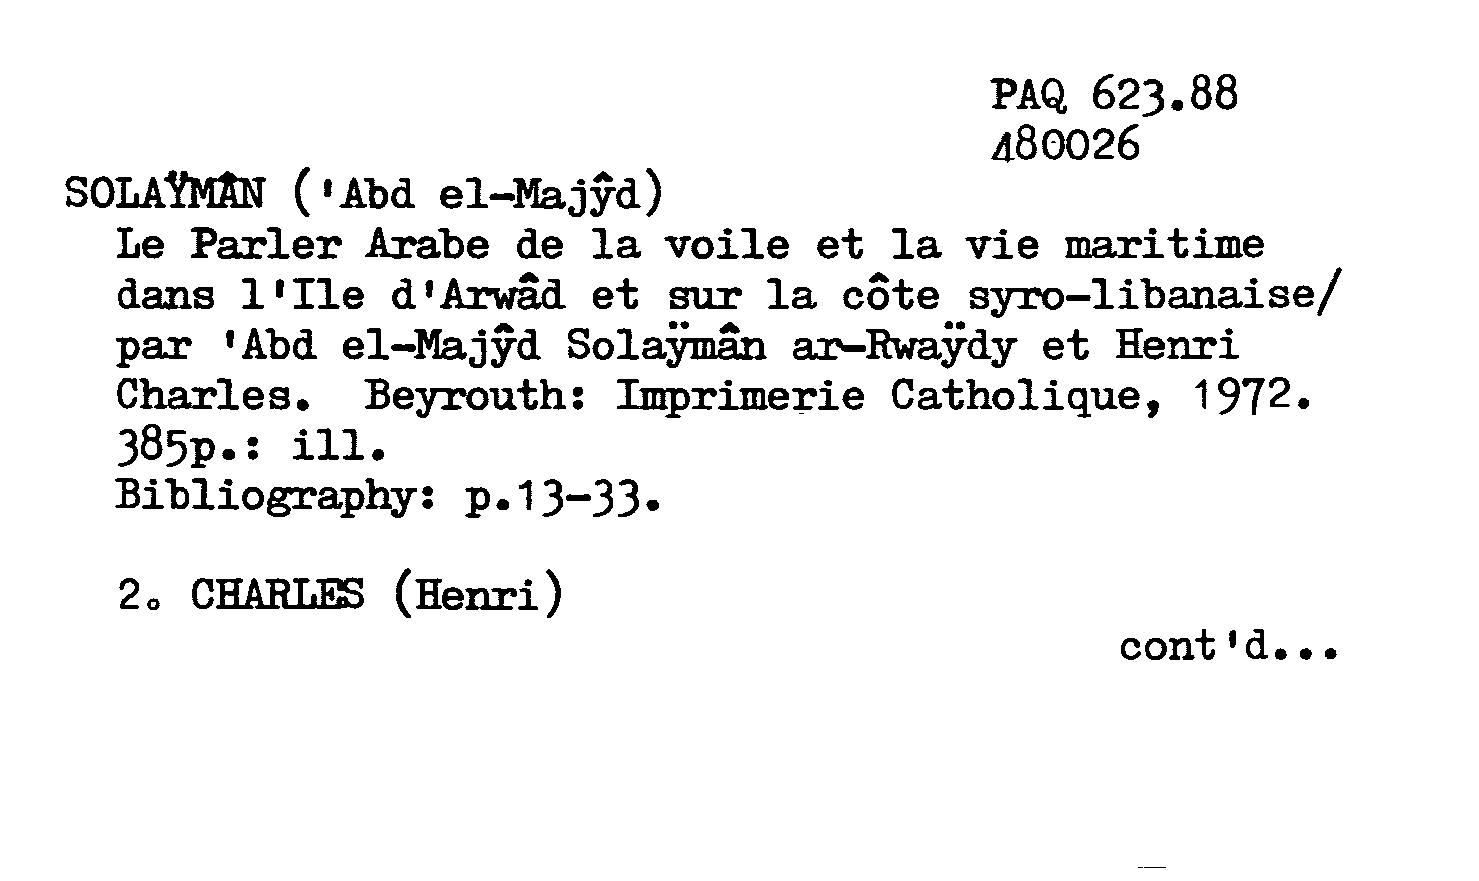 PAQ 623.88
480026
SOLAŸMÂN ('Abd el-Majŷd)
Le Parler Arabe de la voile et la vie maritime
dans l'Ile d'Arwâd et sur la côte syro-libanaise/
par 'Abd el-Majŷd Solaÿmân ar-Rwaÿdy et Henri
Charles. Beyrouth: Imprimerie Catholique, 1972.
385p.: ill.
Bibliography: p.13-33.
2. CHARLES (Henri)
cont'd...